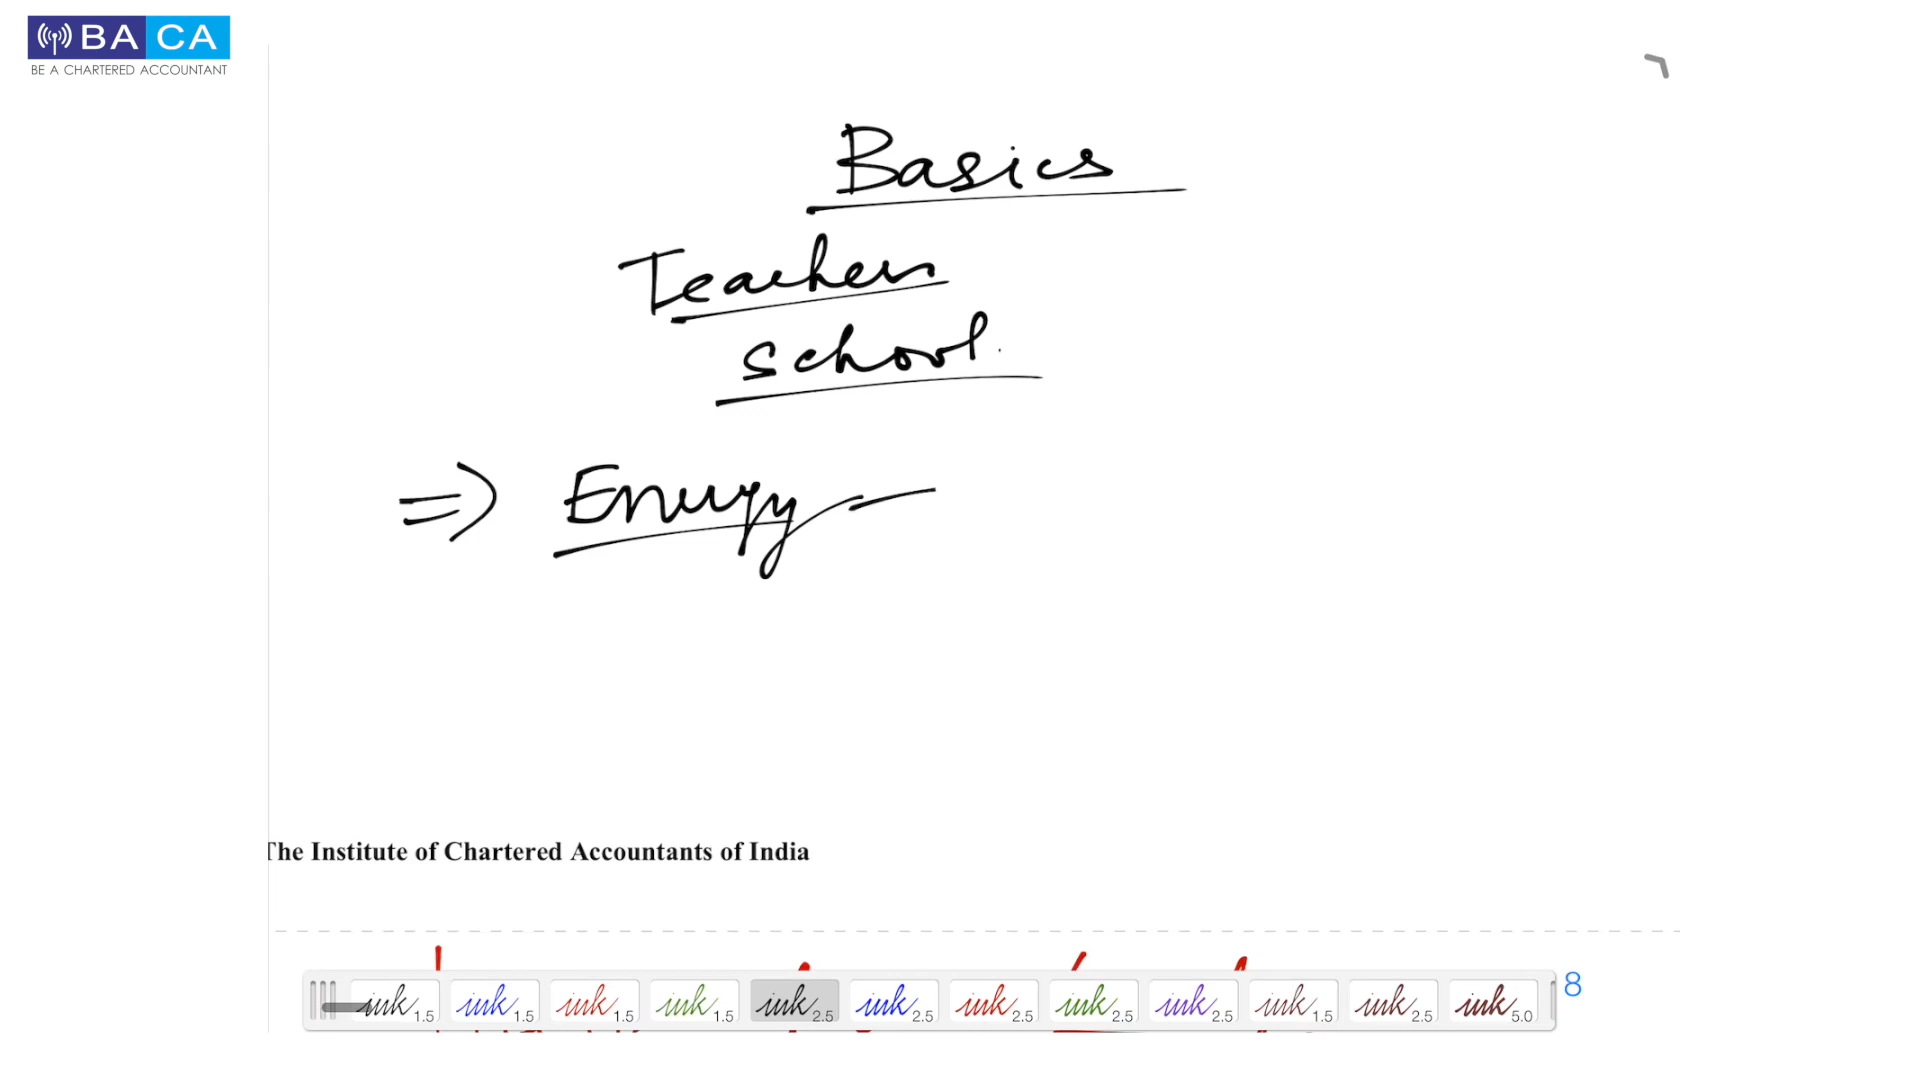 BA CA
BE A CHARTERED ACCOUNTANT
Basics
Teachers
school.
⇒ Energy —
The Institute of Chartered Accountants of India
ink 1.5 ink 1.5 ink 1.5 ink 1.5 ink 2.5 ink 2.5 ink 2.5 ink 2.5 ink 2.5 ink 1.5 ink 2.5 ink 5.0
8